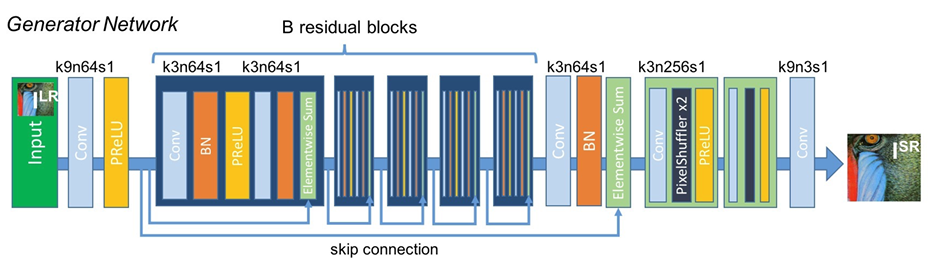 Generator Network
B residual blocks
k9n64s1
k3n64s1
k3n64s1
k3n64s1
k3n256s1
k9n3s1
Input
I^LR
Conv
PReLU
Conv
BN
PReLU
Elementwise Sum
Conv
BN
Elementwise Sum
Conv
PixelShuffler x2
PReLU
Conv
I^SR
skip connection